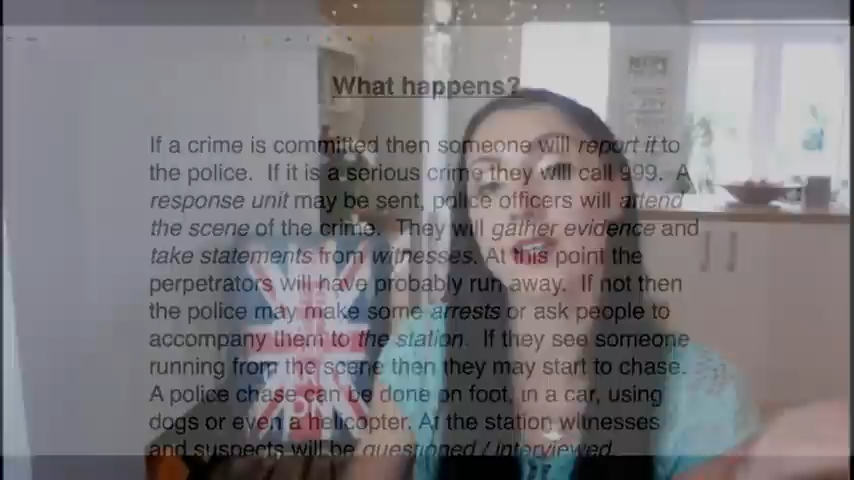 What happens?
If a crime is committed then someone will report it to
the police. If it is a serious crime they will call 999. A
response unit may be sent, police officers will attend
the scene of the crime. They will gather evidence and
take statements from witnesses. At this point the
perpetrators will have probably run away. If not then
the police may make some arrests or ask people to
accompany them to the station. If they see someone
running from the scene then they may start to chase.
A police chase can be done on foot, in a car, using
dogs or even a helicopter. At the station witnesses
and suspects will be questioned / interviewed.